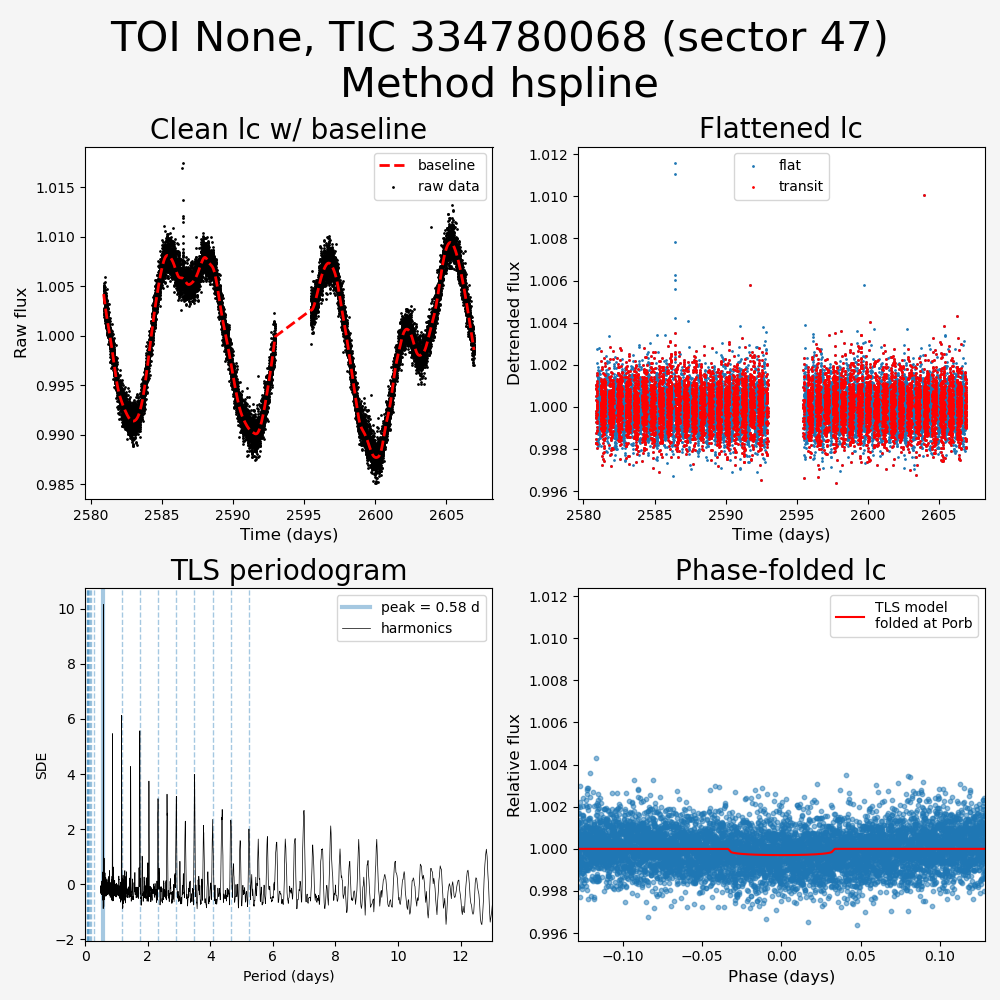 TOI None, TIC 334780068 (sector 47)
Method hspline
Clean lc w/ baseline
baseline
raw data
1.015
1.010
1.005
1.000
0.995
0.990
0.985
Raw flux
2580 2585 2590 2595 2600 2605
Time (days)
Flattened lc
flat
transit
1.012
1.010
1.008
1.006
1.004
1.002
1.000
0.998
0.996
Detrended flux
2580 2585 2590 2595 2600 2605
Time (days)
TLS periodogram
peak = 0.58 d
harmonics
10
8
6
4
2
0
−2
SDE
0 2 4 6 8 10 12
Period (days)
Phase-folded lc
TLS model
folded at Porb
1.012
1.010
1.008
1.006
1.004
1.002
1.000
0.998
0.996
Relative flux
−0.10 −0.05 0.00 0.05 0.10
Phase (days)